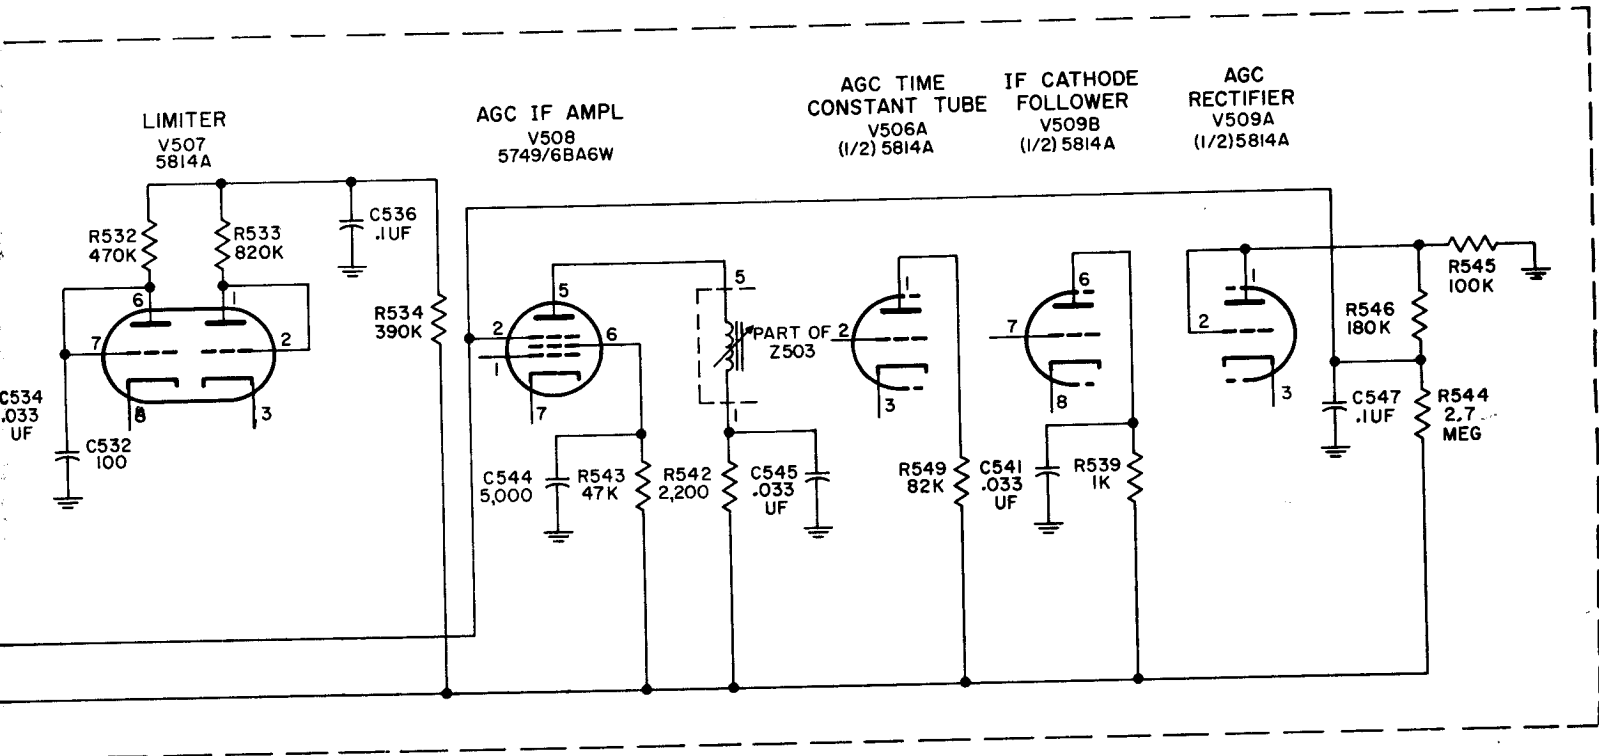 LIMITER
V507
5814A
AGC IF AMPL
V508
5749/6BA6W
AGC TIME
CONSTANT TUBE
V506A
(1/2) 5814A
IF CATHODE
FOLLOWER
V509B
(1/2) 5814A
AGC
RECTIFIER
V509A
(1/2) 5814A
R532
470K
R533
820K
C536
.1UF
R534
390K
6
1
7
2
8
3
C534
.033
UF
C532
100
5
2
6
1
7
5
PART OF
Z503
1
C544
5,000
R543
47K
R542
2,200
C545
.033
UF
1
2
3
R549
82K
6
7
8
C541
.033
UF
R539
1K
1
2
3
R545
100K
R546
180K
C547
.1UF
R544
2.7
MEG